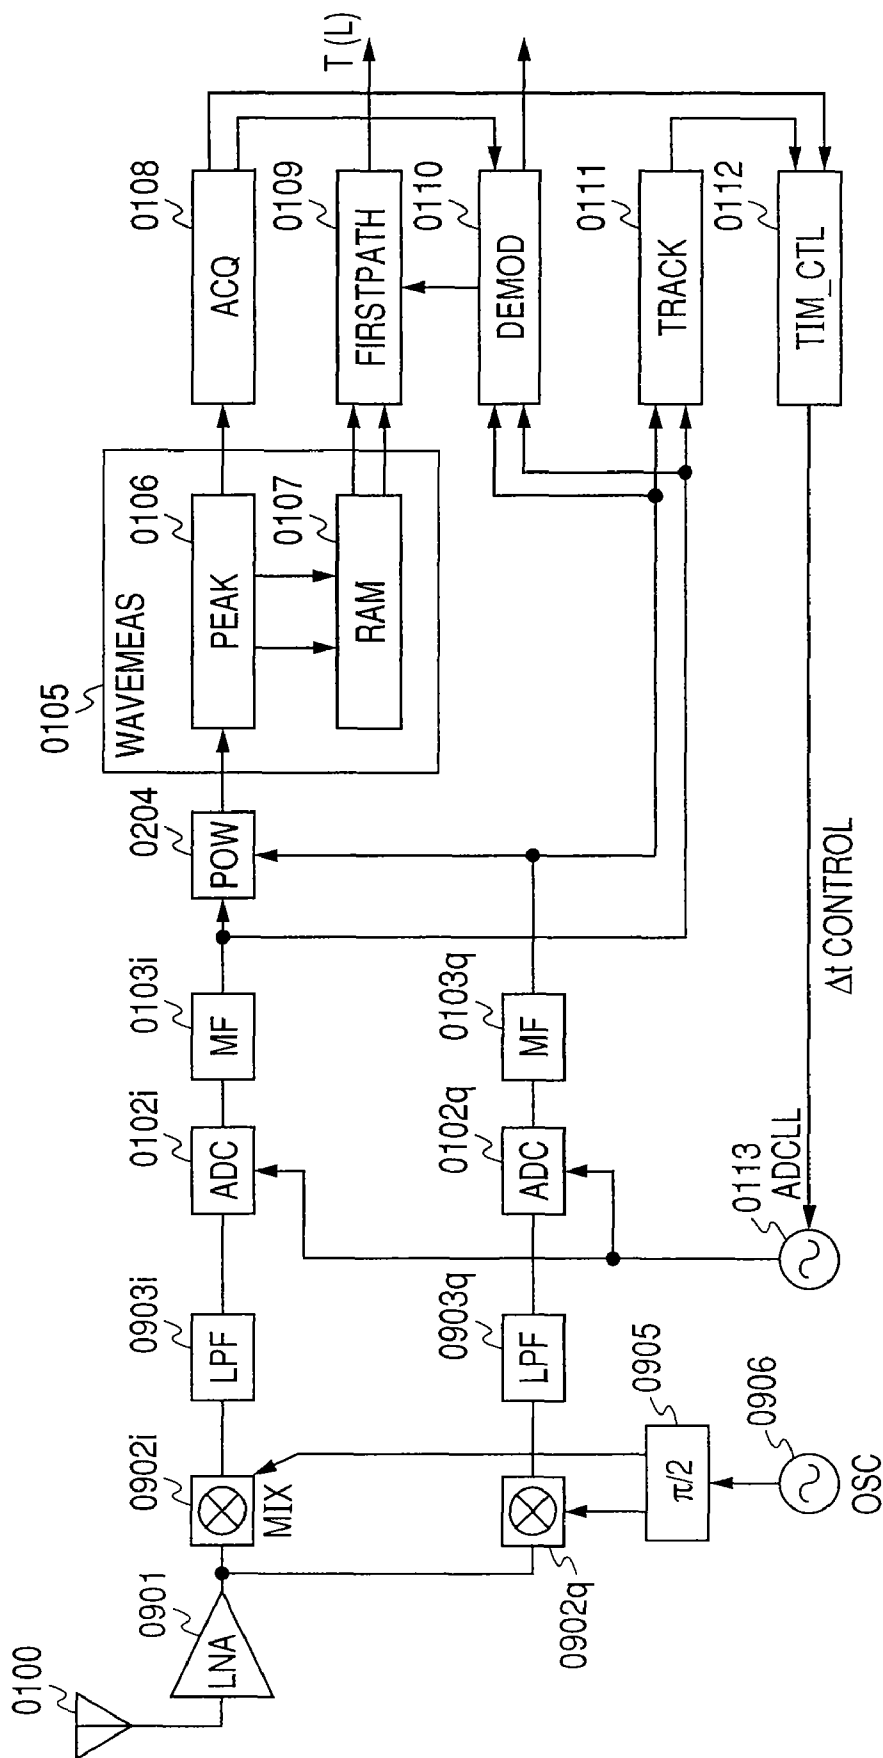 0100
0901
LNA
0902i
MIX
0903i
LPF
0102i
ADC
0103i
MF
0204
POW
0105
WAVEMEAS
0106
PEAK
0107
RAM
0108
ACQ
0109
FIRSTPATH
T (L)
0110
DEMOD
0111
TRACK
0112
TIM_CTL
0902q
0903q
LPF
0102q
ADC
0103q
MF
0905
π/2
0906
OSC
0113
ADCLL
Δt CONTROL